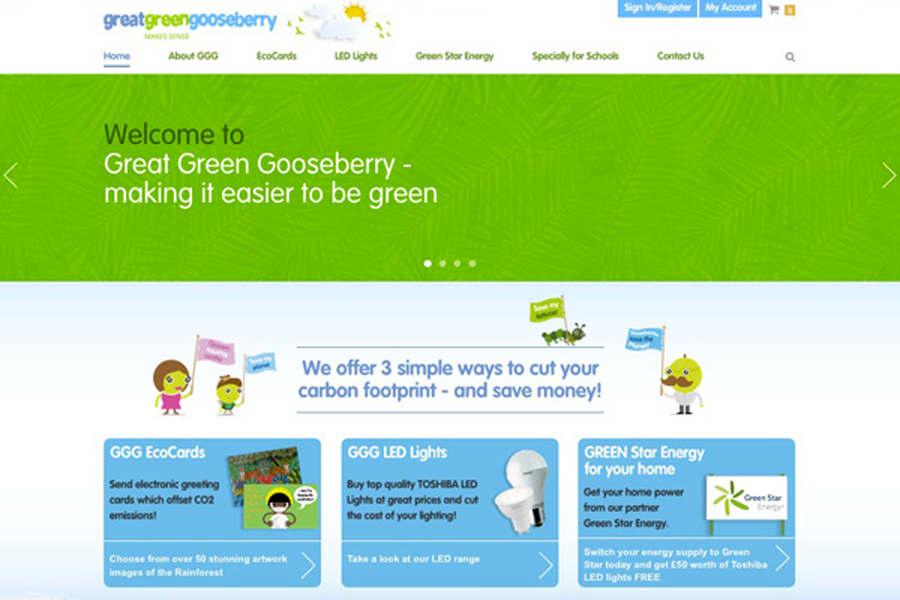 greatgreengooseberry
MAKES SENSE
Sign In/Register
My Account
0
Home
About GGG
EcoCards
LED Lights
Green Star Energy
Specially for Schools
Contact Us
Welcome to
Great Green Gooseberry -
making it easier to be green
Save my
lettuce!
Green
Save my
planet
save the
planet!
We offer 3 simple ways to cut your
carbon footprint - and save money!
GGG EcoCards
Send electronic greeting
cards which offset CO2
emissions!
Choose from over 50 stunning artwork
images of the Rainforest
GGG LED Lights
Buy top quality TOSHIBA LED
Lights at great prices and cut
the cost of your lighting!
Take a look at our LED range
GREEN Star Energy
for your home
Get your home power
from our partner
Green Star Energy.
Green Star
Energy
Switch your energy supply to Green
Star today and get £50 worth of Toshiba
LED lights FREE